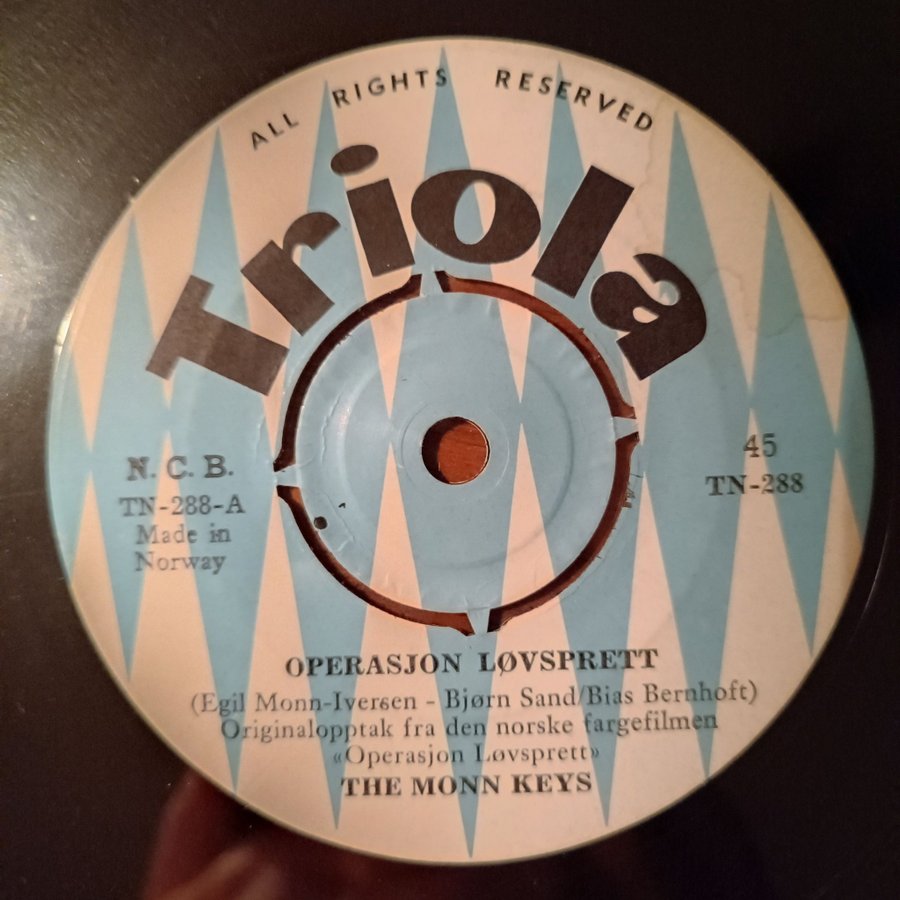 ALL RIGHTS RESERVED
Triola
N. C. B.
TN-288-A
Made in
Norway
45
TN-288
OPERASJON LØVSPRETT
(Egil Monn-Iversen - Bjørn Sand/Bias Bernhoft)
Originalopptak fra den norske fargefilmen
«Operasjon Løvsprett»
THE MONN KEYS